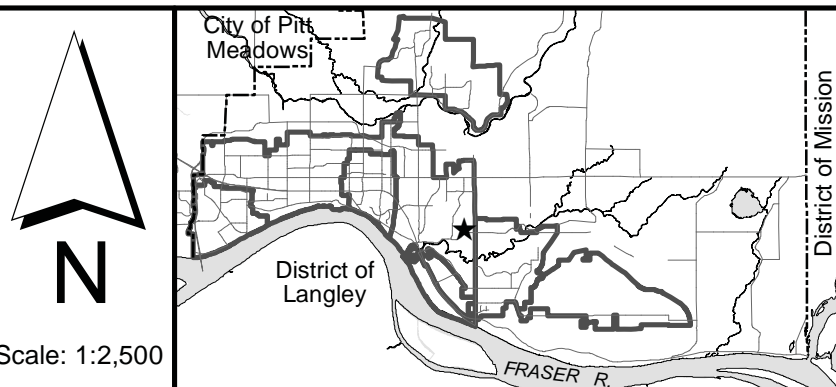 City of Pitt
Meadows
District of Mission
District of
Langley
N
Scale: 1:2,500
FRASER R.